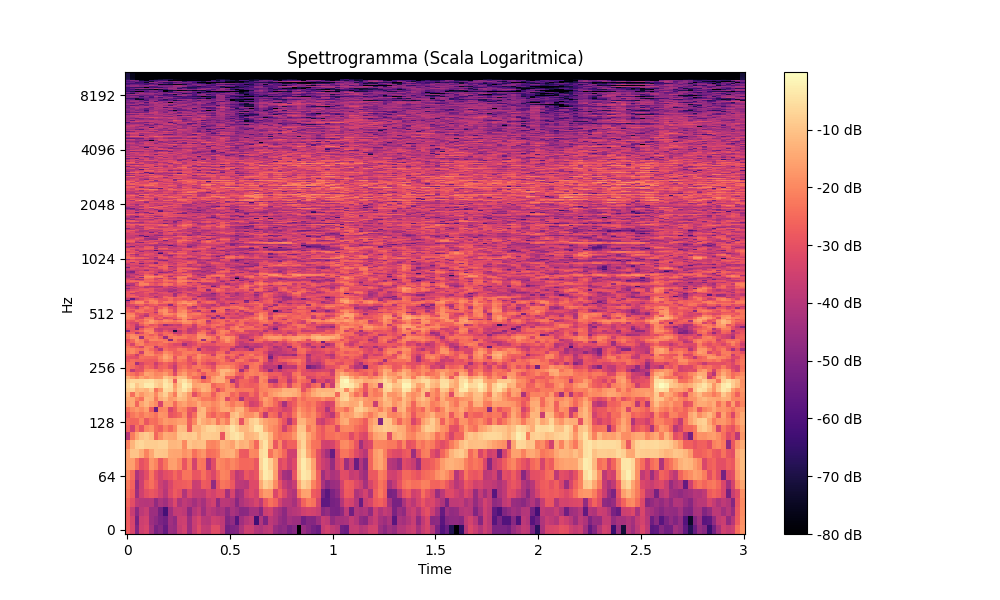 Spettrogramma (Scala Logaritmica)
8192
4096
2048
1024
512
256
128
64
0
Hz
0
0.5
1
1.5
2
2.5
3
Time
-10 dB
-20 dB
-30 dB
-40 dB
-50 dB
-60 dB
-70 dB
-80 dB